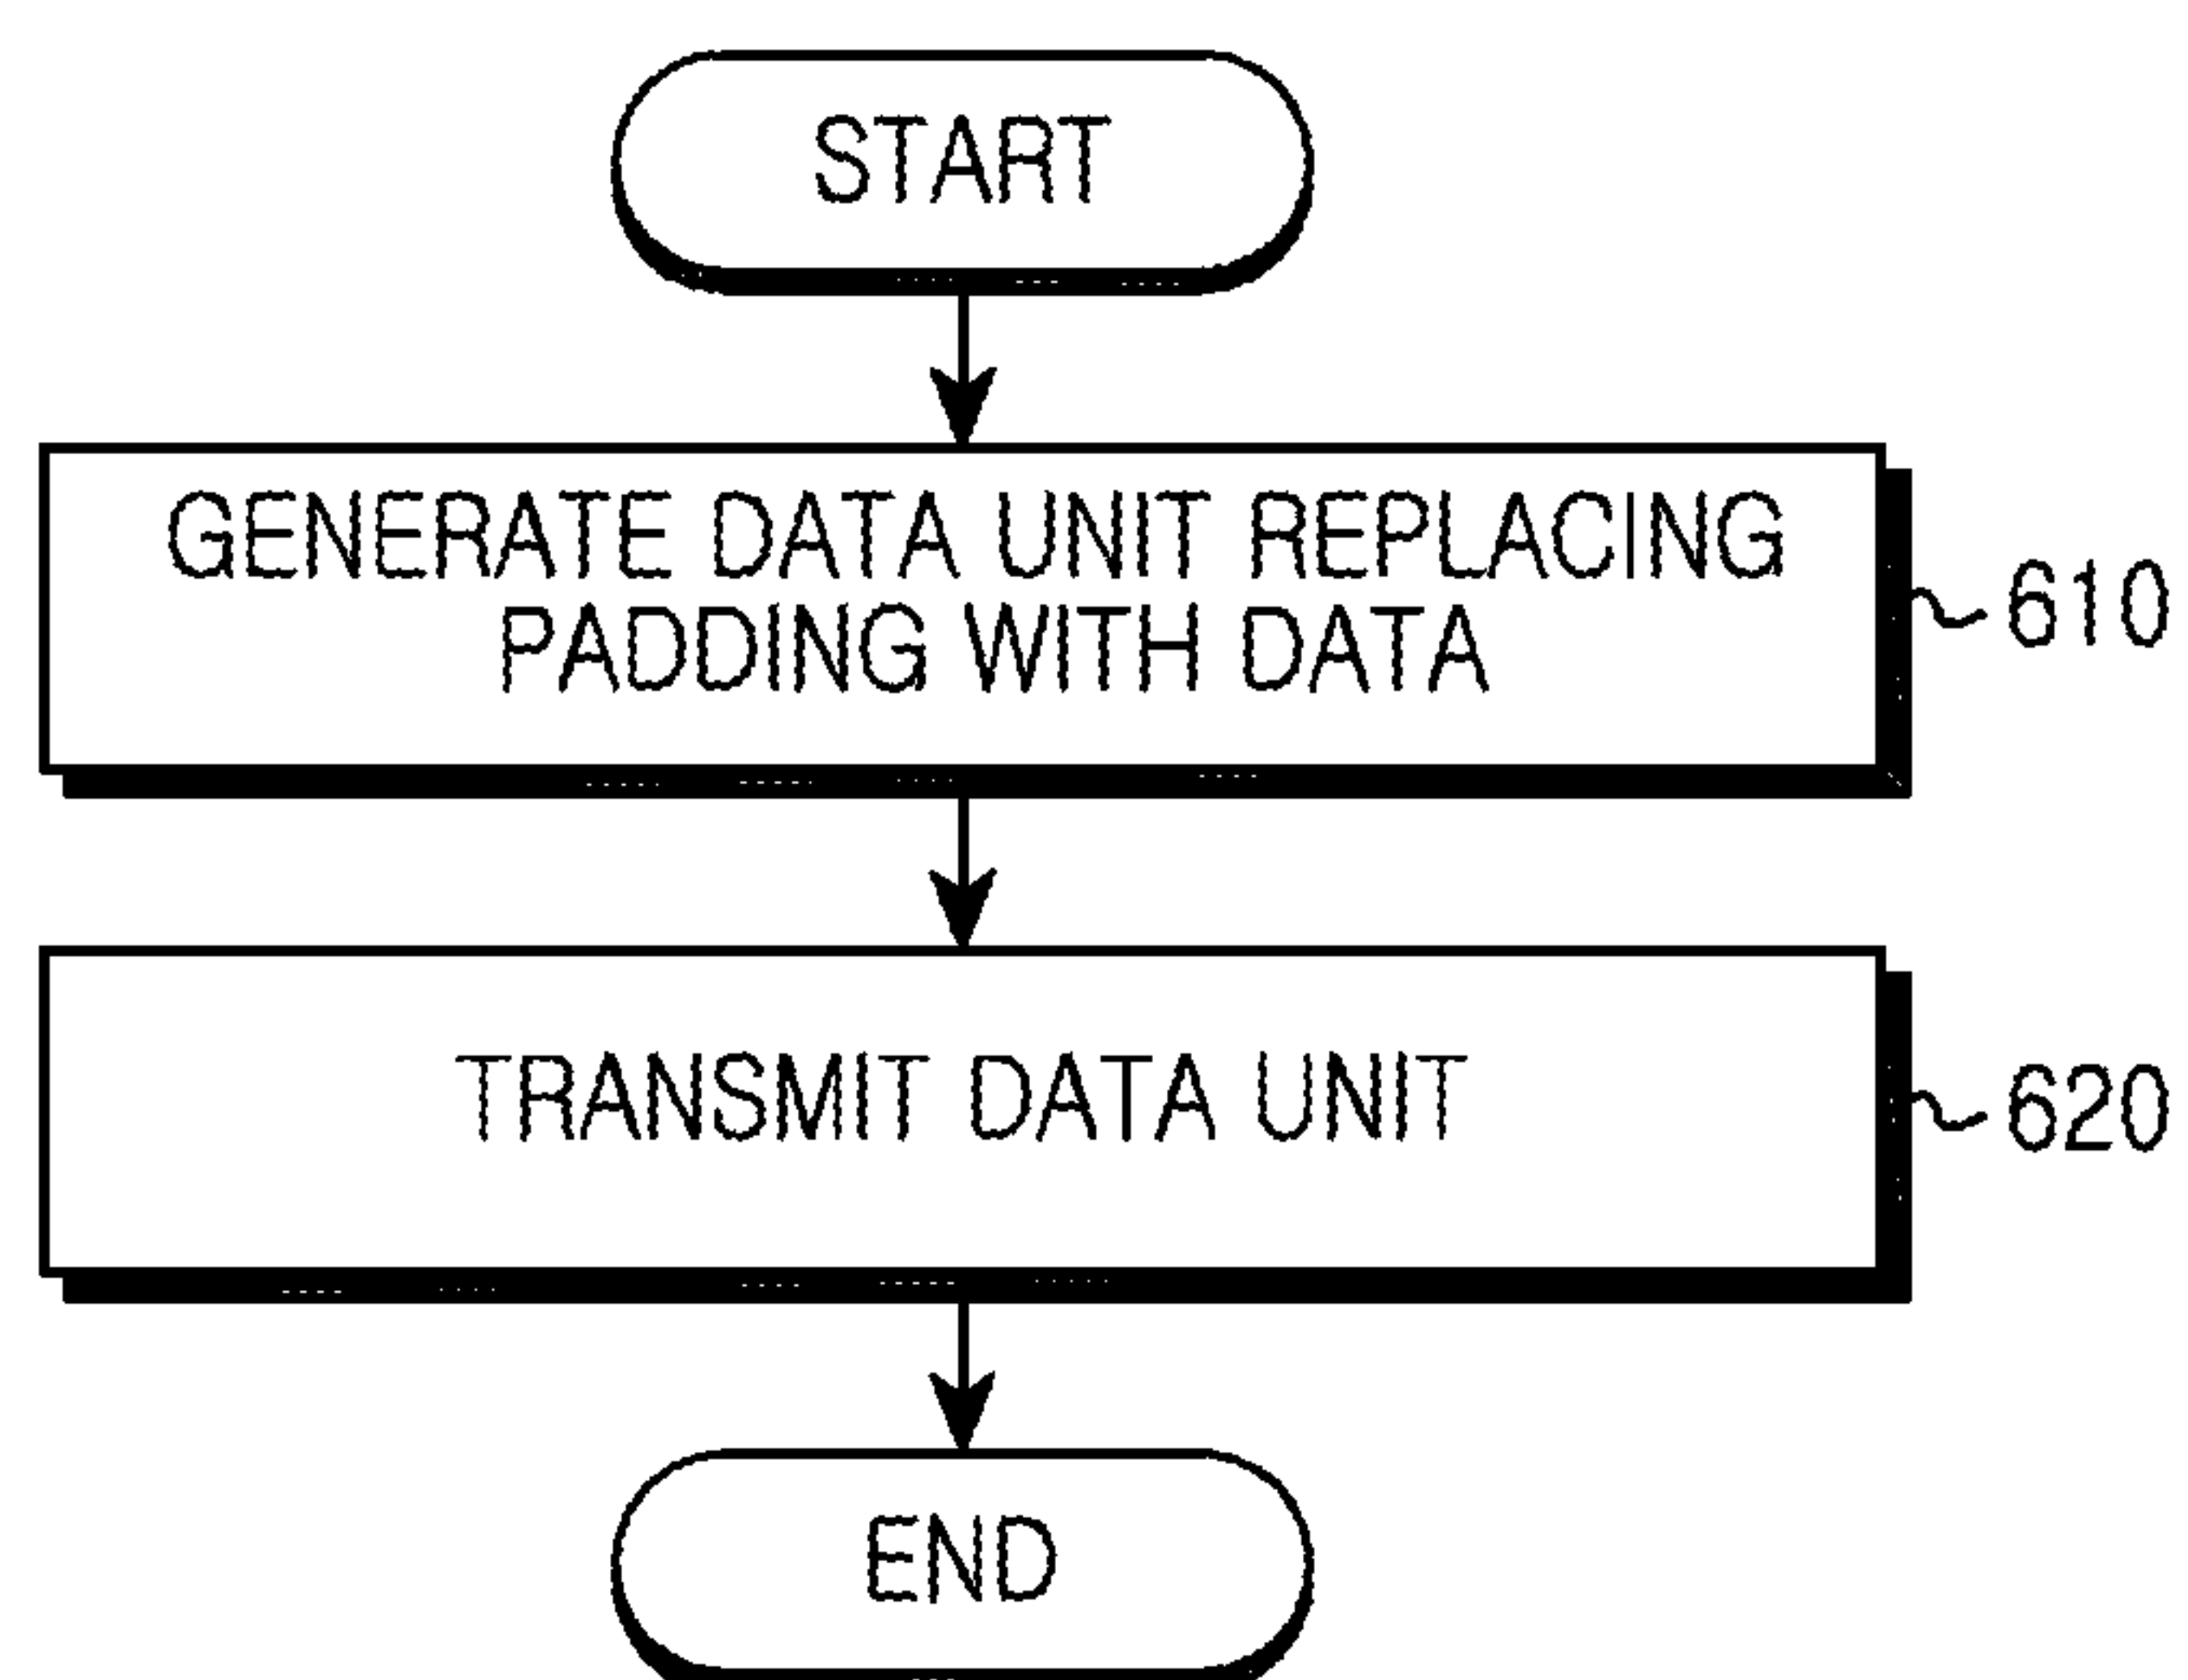 START
GENERATE DATA UNIT REPLACING
PADDING WITH DATA
610
TRANSMIT DATA UNIT
620
END